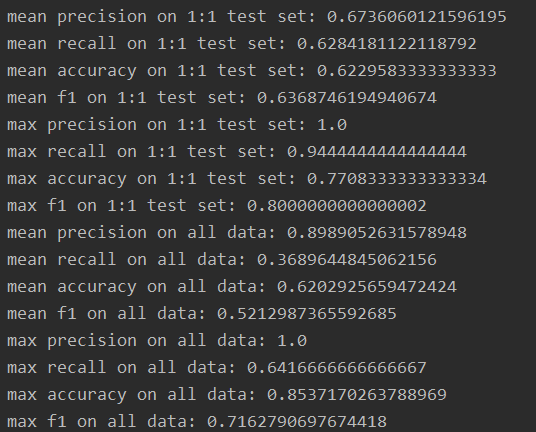 mean precision on 1:1 test set: 0.6736060121596195
mean recall on 1:1 test set: 0.6284181122118792
mean accuracy on 1:1 test set: 0.6229583333333333
mean f1 on 1:1 test set: 0.6368746194940674
max precision on 1:1 test set: 1.0
max recall on 1:1 test set: 0.9444444444444444
max accuracy on 1:1 test set: 0.7708333333333334
max f1 on 1:1 test set: 0.8000000000000002
mean precision on all data: 0.8989052631578948
mean recall on all data: 0.3689644845062156
mean accuracy on all data: 0.6202925659472424
mean f1 on all data: 0.5212987365592685
max precision on all data: 1.0
max recall on all data: 0.6416666666666667
max accuracy on all data: 0.8537170263788969
max f1 on all data: 0.7162790697674418